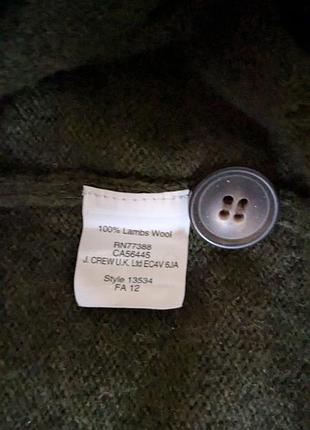 100% Lambs Wool
RN77388
CA56445
J. CREW U.K. Ltd EC4V 6JA
Style 13534
FA 12